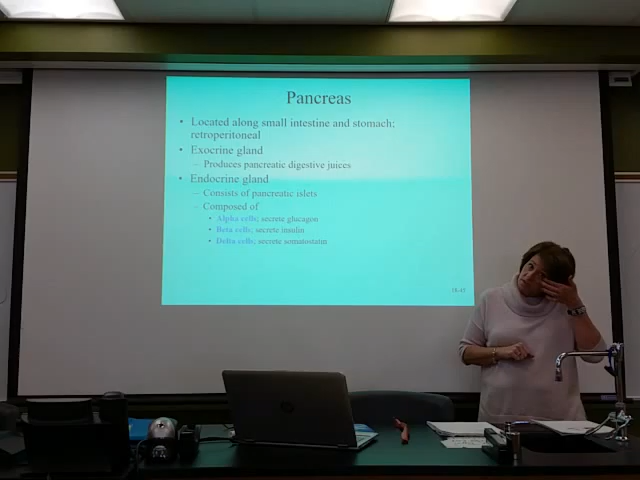 Pancreas
• Located along small intestine and stomach;
retroperitoneal
• Exocrine gland
– Produces pancreatic digestive juices
• Endocrine gland
– Consists of pancreatic islets
– Composed of
• Alpha cells; secrete glucagon
• Beta cells; secrete insulin
• Delta cells; secrete somatostatin
hp